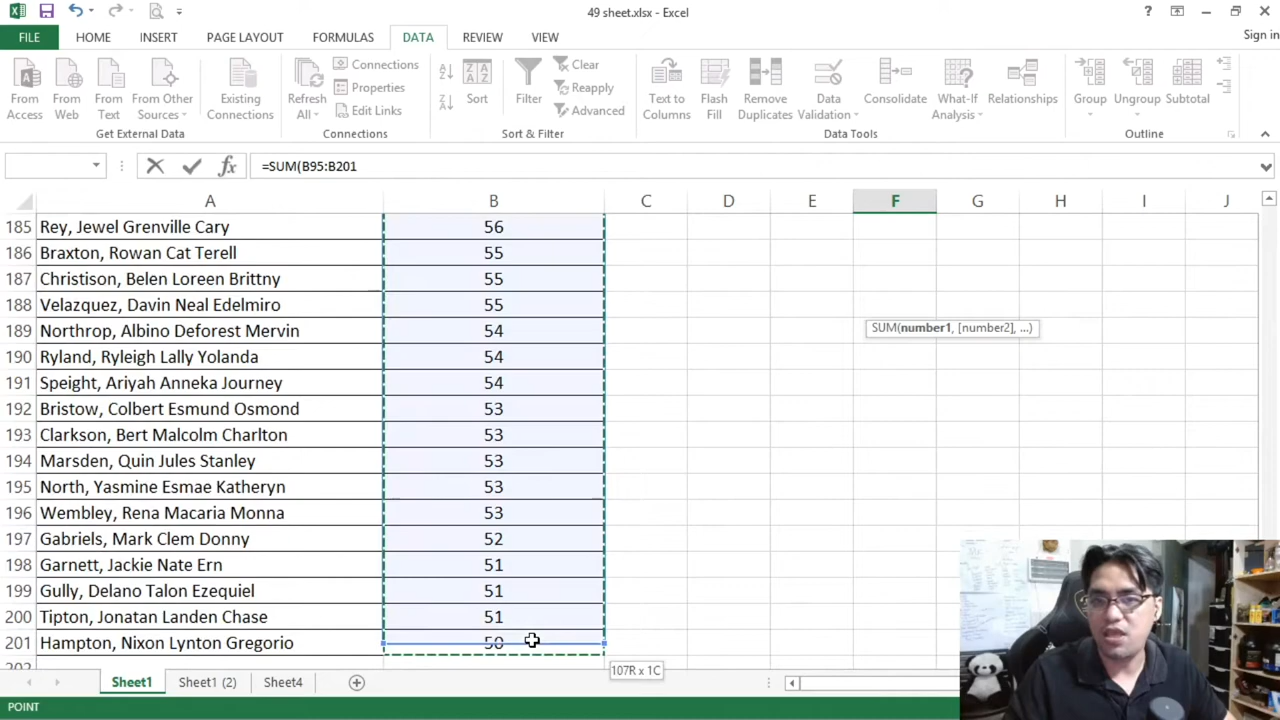 49 sheet.xlsx - Excel
FILE HOME INSERT PAGE LAYOUT FORMULAS DATA REVIEW VIEW Sign in
From Access
From Web
From Text
From Other Sources
Existing Connections
Get External Data
Refresh All
Connections
Properties
Edit Links
Connections
Sort
Filter
Clear
Reapply
Advanced
Sort & Filter
Text to Columns
Flash Fill
Remove Duplicates
Data Validation
Consolidate
What-If Analysis
Relationships
Data Tools
Group
Ungroup
Subtotal
Outline
=SUM(B95:B201
A B C D E F G H I J
185 Rey, Jewel Grenville Cary 56
186 Braxton, Rowan Cat Terell 55
187 Christison, Belen Loreen Brittny 55
188 Velazquez, Davin Neal Edelmiro 55
189 Northrop, Albino Deforest Mervin 54
SUM(number1, [number2], ...)
190 Ryland, Ryleigh Lally Yolanda 54
191 Speight, Ariyah Anneka Journey 54
192 Bristow, Colbert Esmund Osmond 53
193 Clarkson, Bert Malcolm Charlton 53
194 Marsden, Quin Jules Stanley 53
195 North, Yasmine Esmae Katheryn 53
196 Wembley, Rena Macaria Monna 53
197 Gabriels, Mark Clem Donny 52
198 Garnett, Jackie Nate Ern 51
199 Gully, Delano Talon Ezequiel 51
200 Tipton, Jonatan Landen Chase 51
201 Hampton, Nixon Lynton Gregorio 50
107R x 1C
Sheet1 Sheet1 (2) Sheet4
POINT